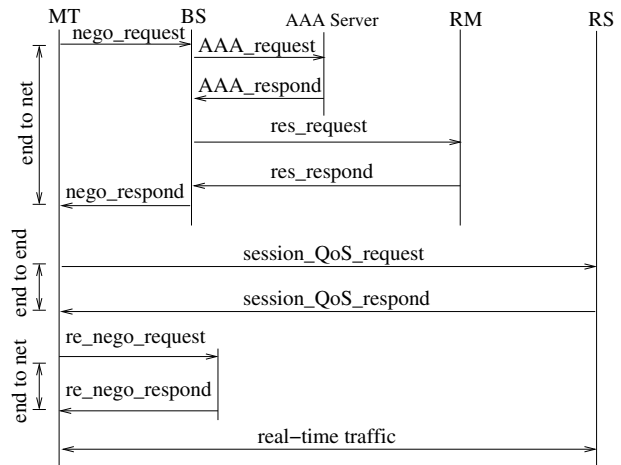 MT BS AAA Server RM RS
nego_request
AAA_request
AAA_respond
res_request
res_respond
nego_respond
end to net
session_QoS_request
session_QoS_respond
end to end
re_nego_request
re_nego_respond
end to net
real-time traffic